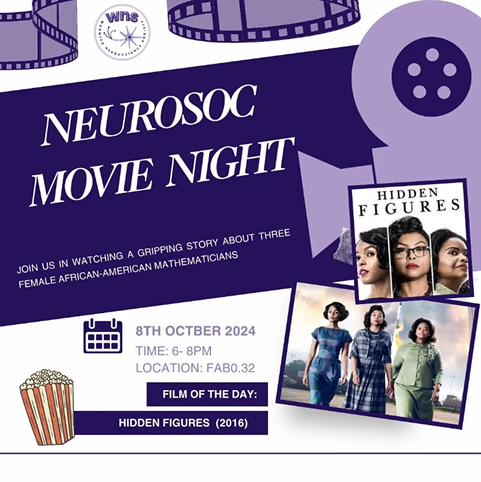 wns
NEUROSOC
MOVIE NIGHT
JOIN US IN WATCHING A GRIPPING STORY ABOUT THREE
FEMALE AFRICAN-AMERICAN MATHEMATICIANS
HIDDEN
FIGURES
8TH OCTBER 2024
TIME: 6- 8PM
LOCATION: FAB0.32
FILM OF THE DAY:
HIDDEN FIGURES (2016)